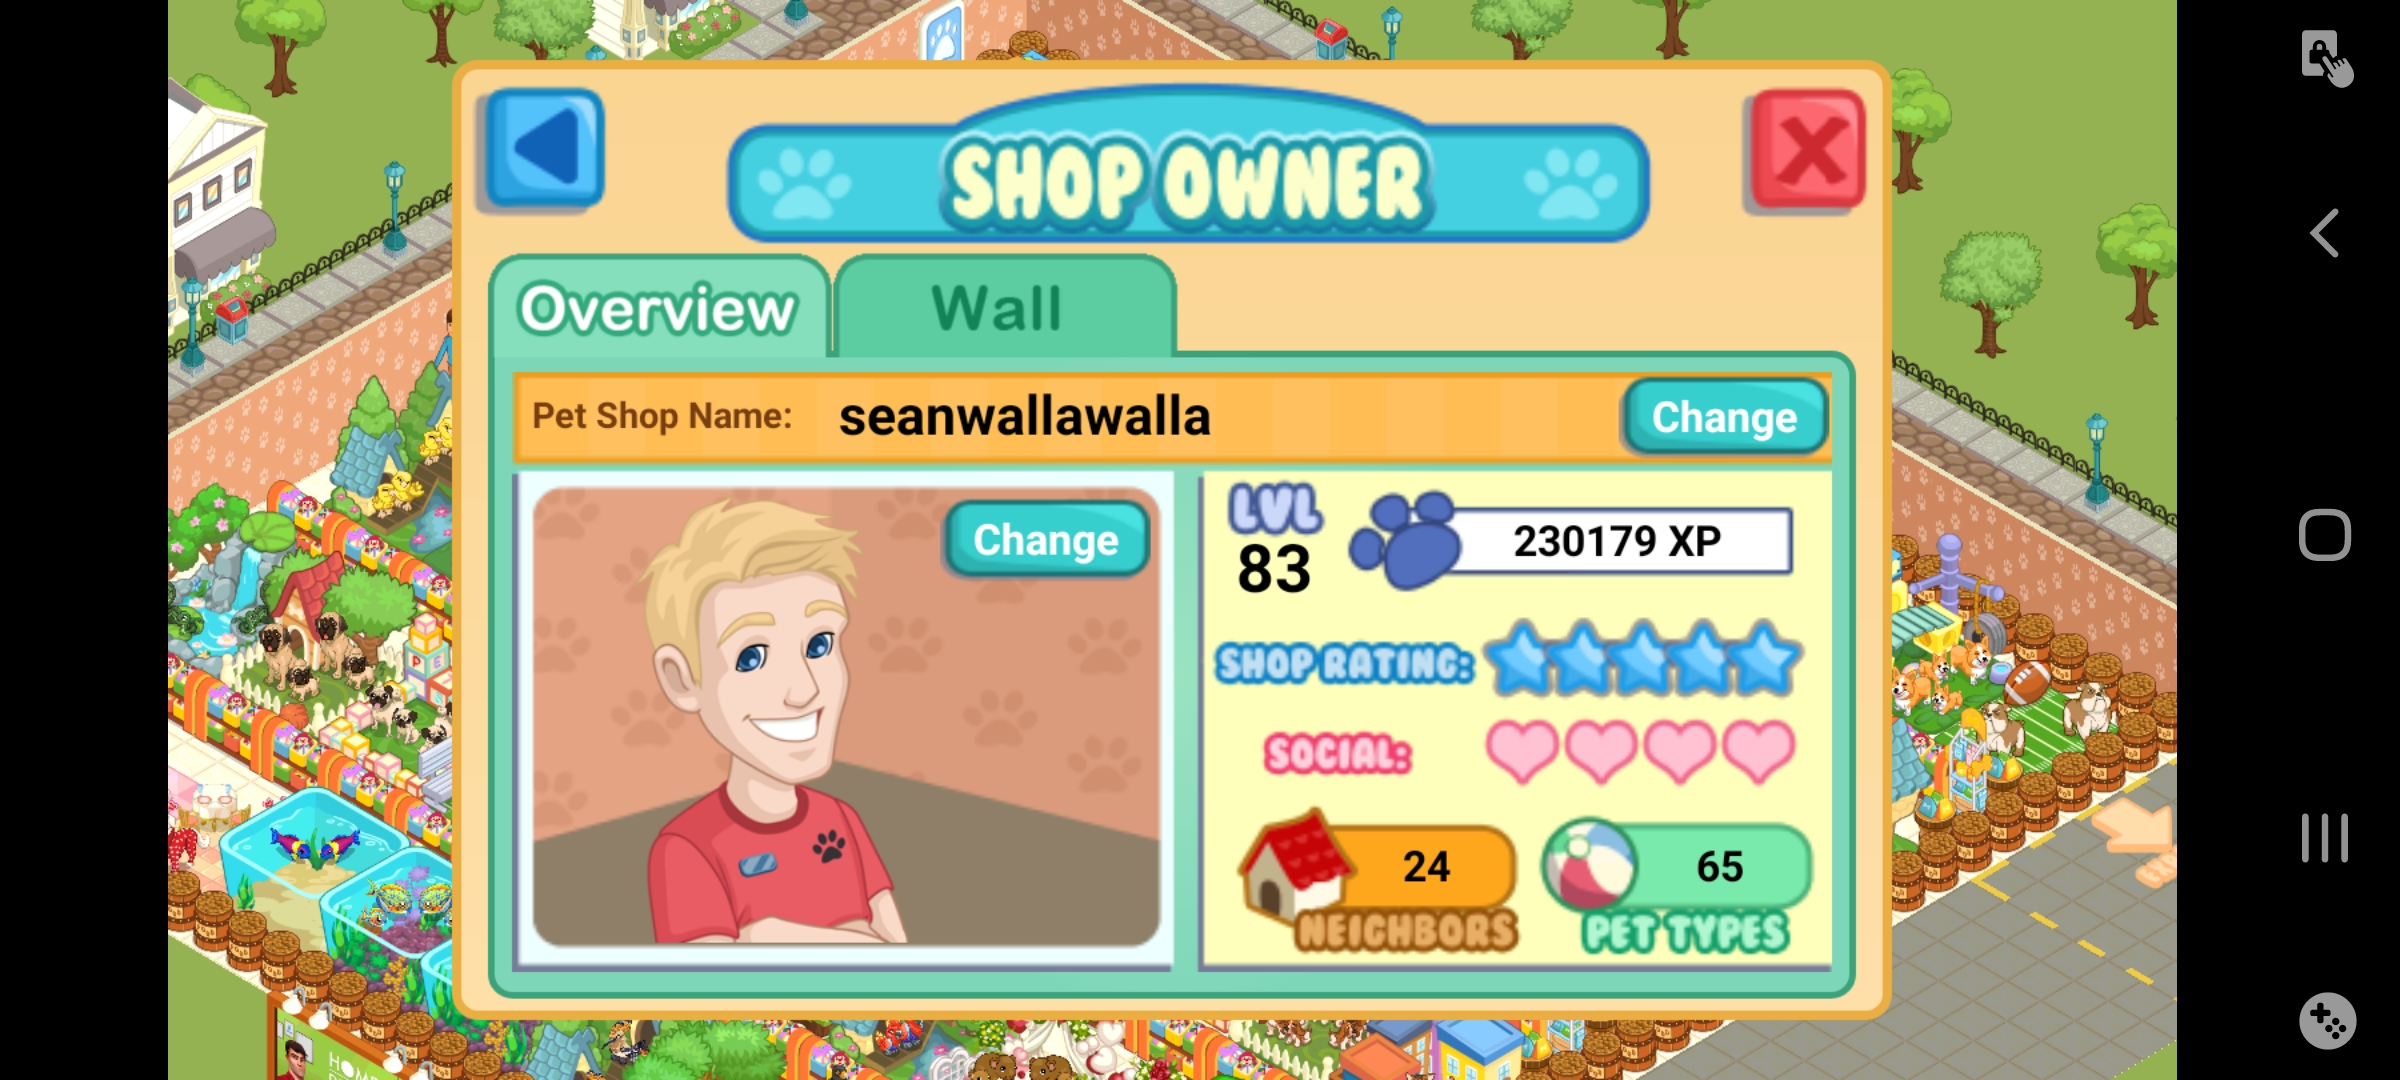 SHOP OWNER
Overview
Wall
Pet Shop Name: seanwallawalla
Change
Change
LVL
83
230179 XP
SHOP RATING:
SOCIAL:
24
NEIGHBORS
65
PET TYPES